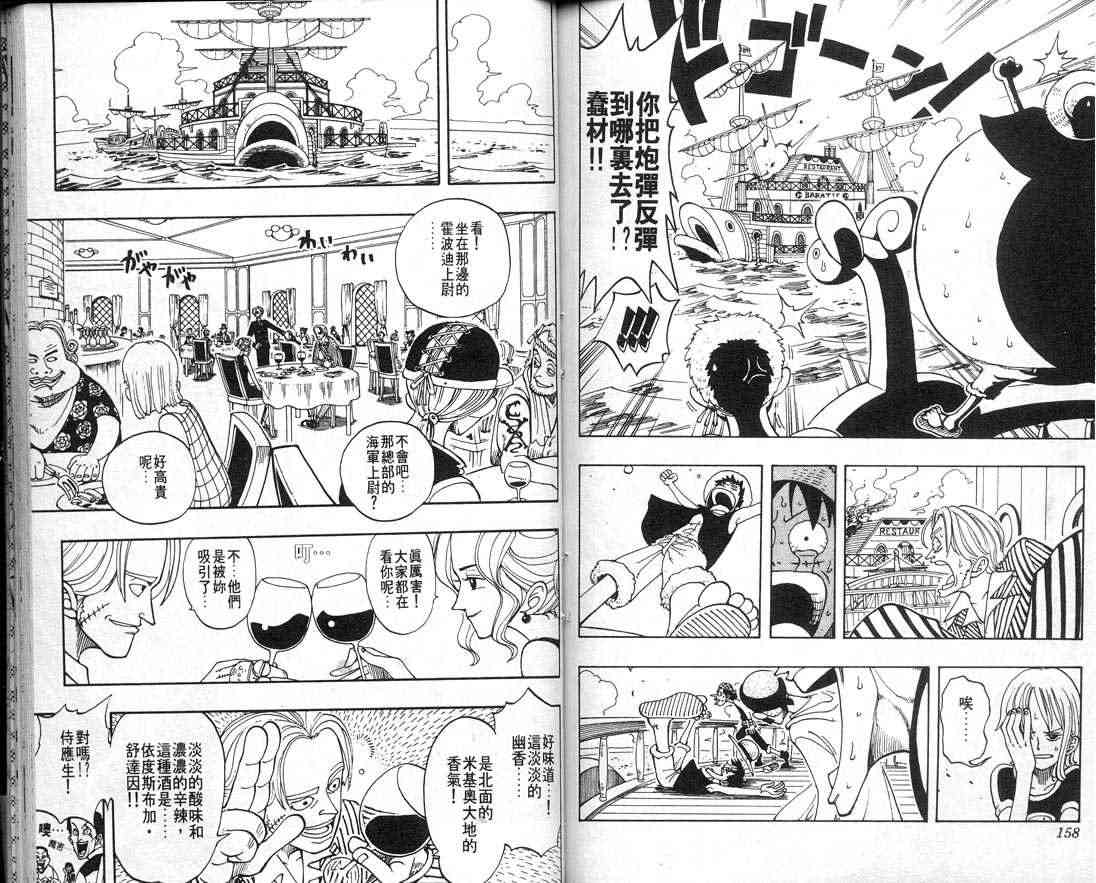 ドゴーーン
你把炮彈反彈
到哪裏去了!?
蠢材!!
!!!!
RESTAURANT
BARATIE
RESTAUR
唉……
158
看！
坐在那邊的
霍波迪上尉
……
わい
わい
がや
がや
不會吧…
那總部的
海軍上尉？
好高貴
呢…
真厲害！
大家都在
看你呢…
叮…
不…他們
是被妳
吸引了…
好味道…！
這淡淡的
幽香……
是北面的
米基奧大地的
香氣！
淡淡的酸味和
濃濃的辛辣，
這種酒是……
依度斯布加·
舒達因!!
對嗎!?
侍應生！
噢…